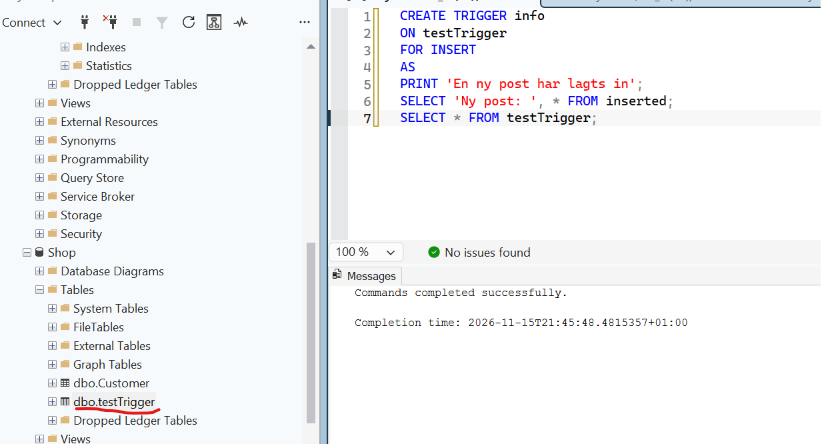 Connect
...
Indexes
Statistics
Dropped Ledger Tables
Views
External Resources
Synonyms
Programmability
Query Store
Service Broker
Storage
Security
Shop
Database Diagrams
Tables
System Tables
FileTables
External Tables
Graph Tables
dbo.Customer
dbo.testTrigger
Dropped Ledger Tables
Views
1 CREATE TRIGGER info
2 ON testTrigger
3 FOR INSERT
4 AS
5 PRINT 'En ny post har lagts in';
6 SELECT 'Ny post: ', * FROM inserted;
7 SELECT * FROM testTrigger;
100 % No issues found
Messages
Commands completed successfully.
Completion time: 2026-11-15T21:45:48.4815357+01:00